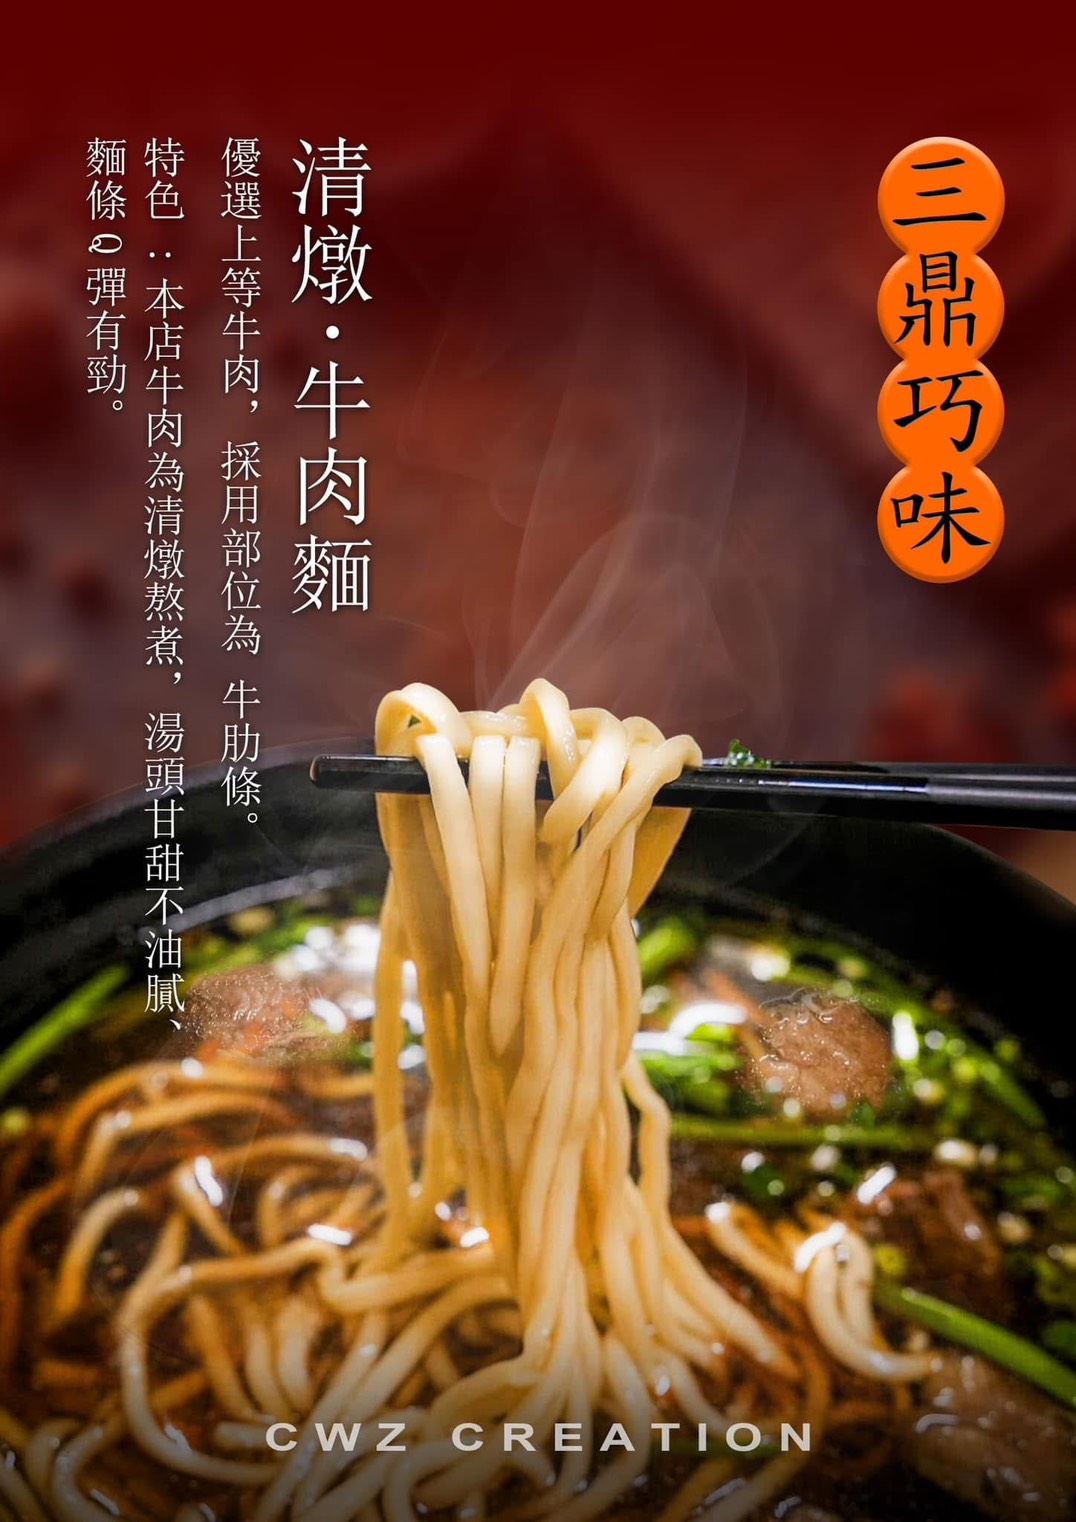 三鼎巧味
清燉・牛肉麵
優選上等牛肉，採用部位為 牛肋條。
特色：本店牛肉為清燉熬煮，湯頭甘甜不油膩、
麵條Q彈有勁。
CWZ CREATION